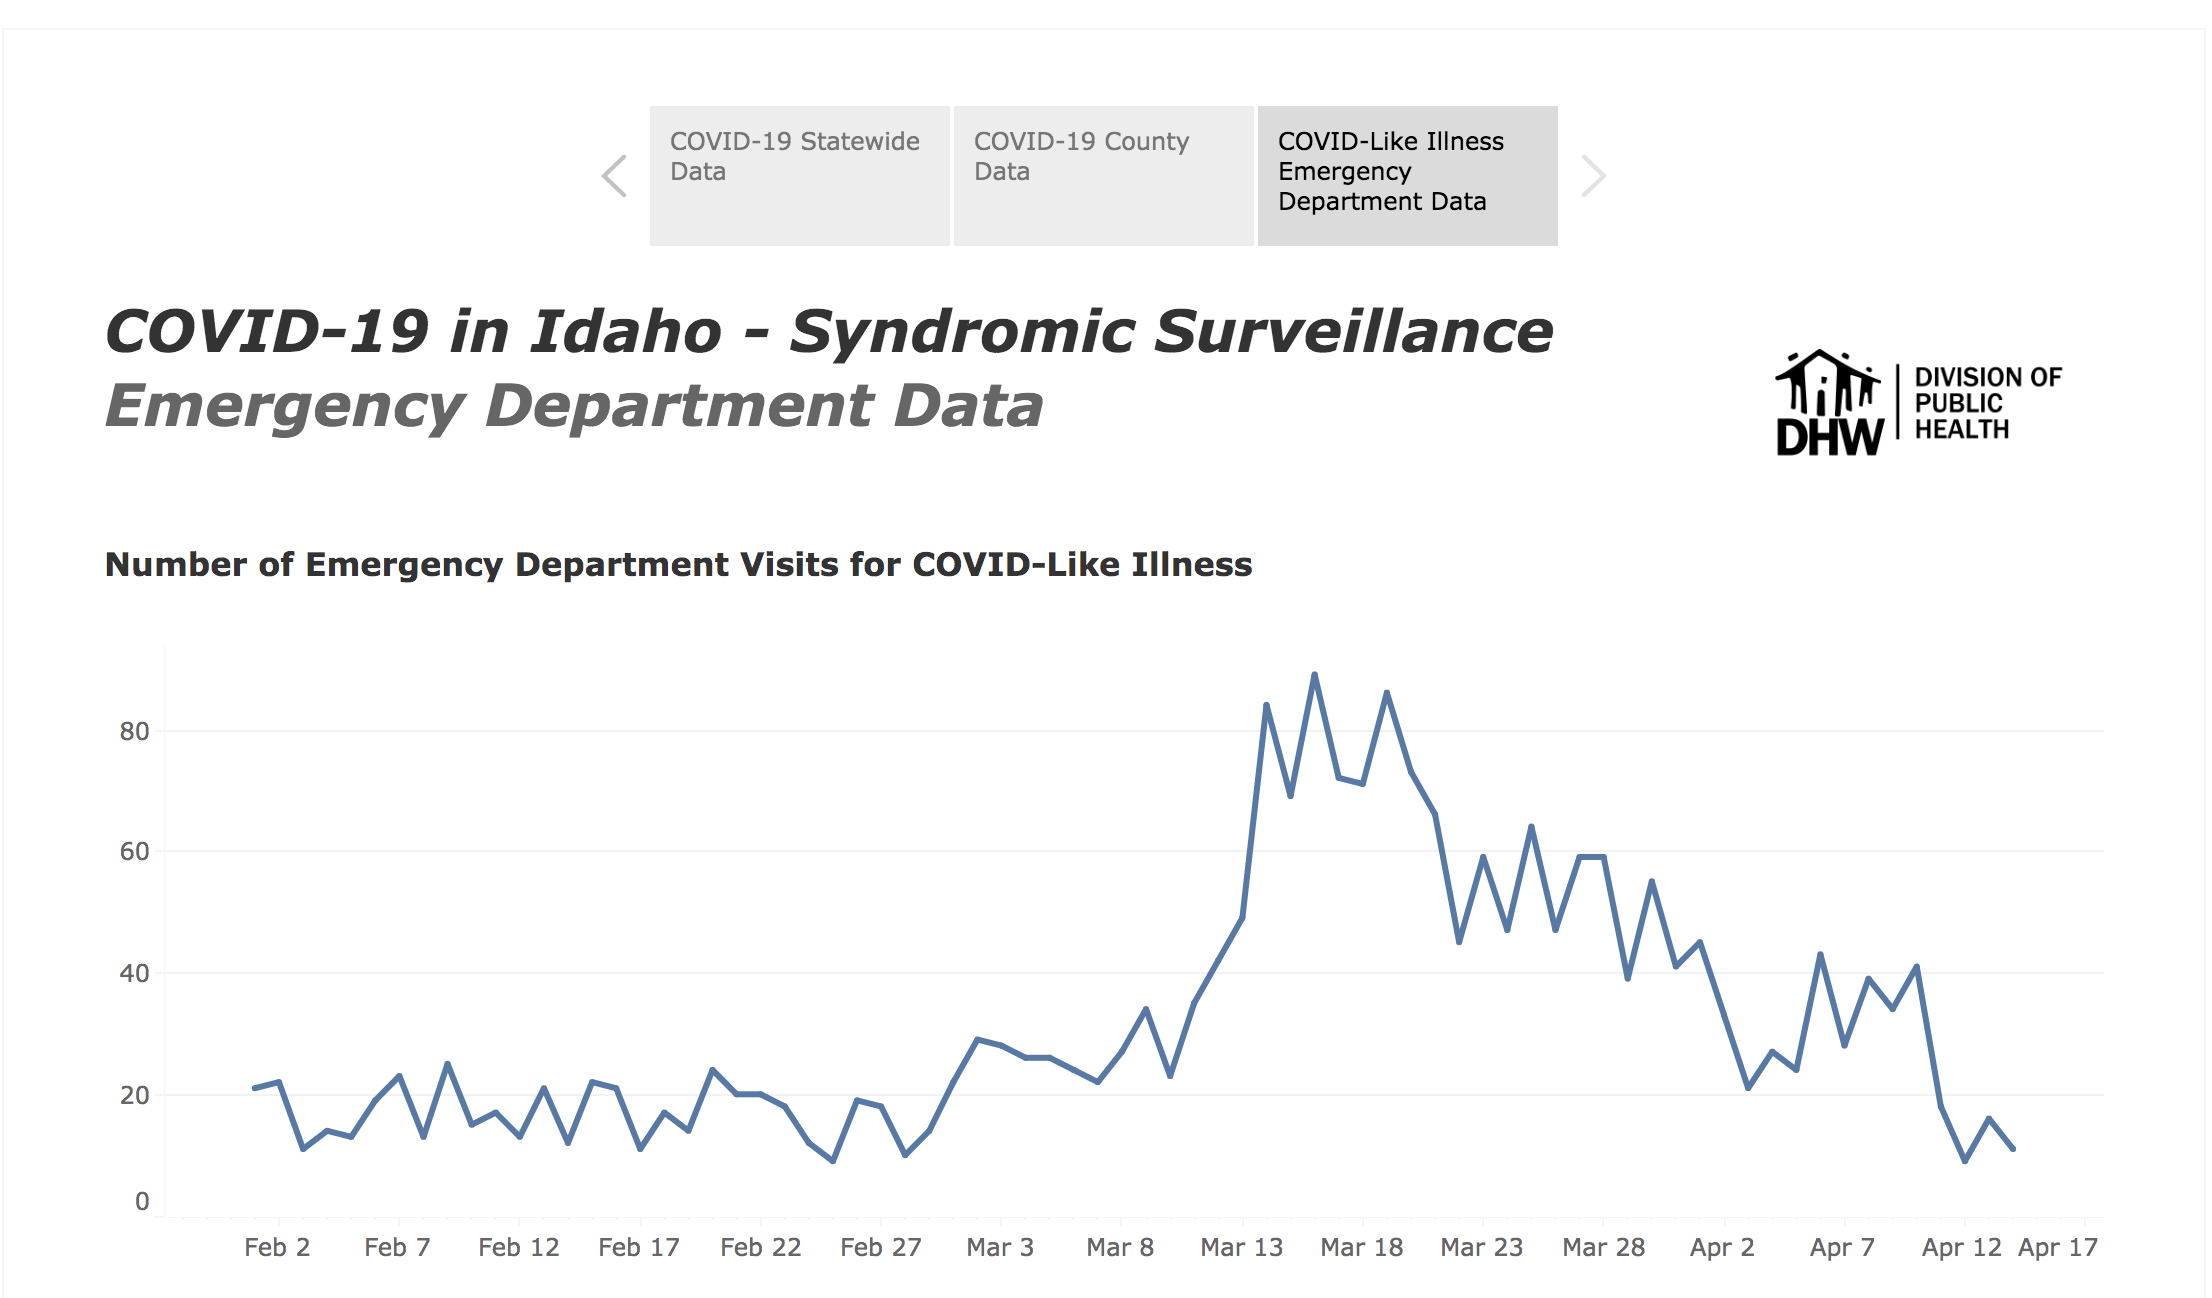 COVID-19 Statewide
Data
COVID-19 County
Data
COVID-Like Illness
Emergency
Department Data
COVID-19 in Idaho - Syndromic Surveillance
Emergency Department Data
DHW
DIVISION OF
PUBLIC
HEALTH
Number of Emergency Department Visits for COVID-Like Illness
80
60
40
20
0
Feb 2 Feb 7 Feb 12 Feb 17 Feb 22 Feb 27 Mar 3 Mar 8 Mar 13 Mar 18 Mar 23 Mar 28 Apr 2 Apr 7 Apr 12 Apr 17